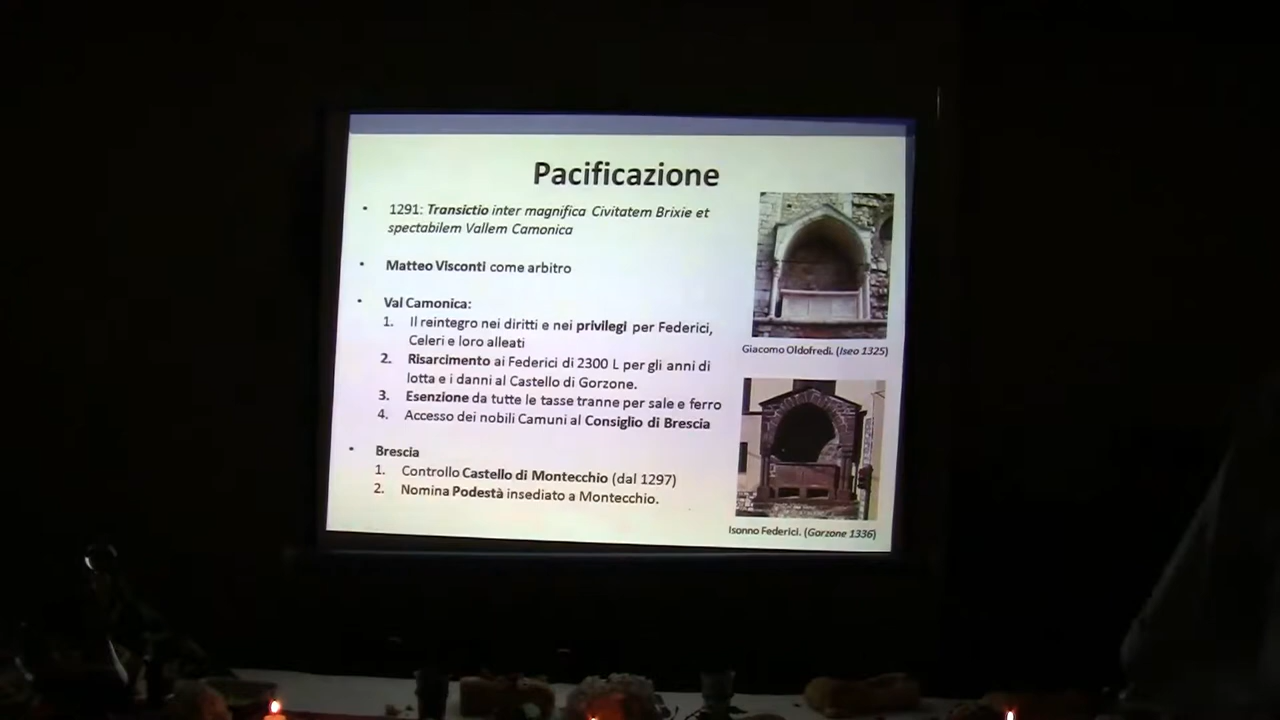 Pacificazione
• 1291: Transictio inter magnifica Civitatem Brixie et
spectabilem Vallem Camonica
• Matteo Visconti come arbitro
• Val Camonica:
1. Il reintegro nei diritti e nei privilegi per Federici,
Celeri e loro alleati
2. Risarcimento ai Federici di 2300 L per gli anni di
lotta e i danni al Castello di Gorzone.
3. Esenzione da tutte le tasse tranne per sale e ferro
4. Accesso dei nobili Camuni al Consiglio di Brescia
• Brescia
1. Controllo Castello di Montecchio (dal 1297)
2. Nomina Podestà insediato a Montecchio.
Giacomo Oldofredi. (Iseo 1325)
Isonno Federici. (Gorzone 1336)